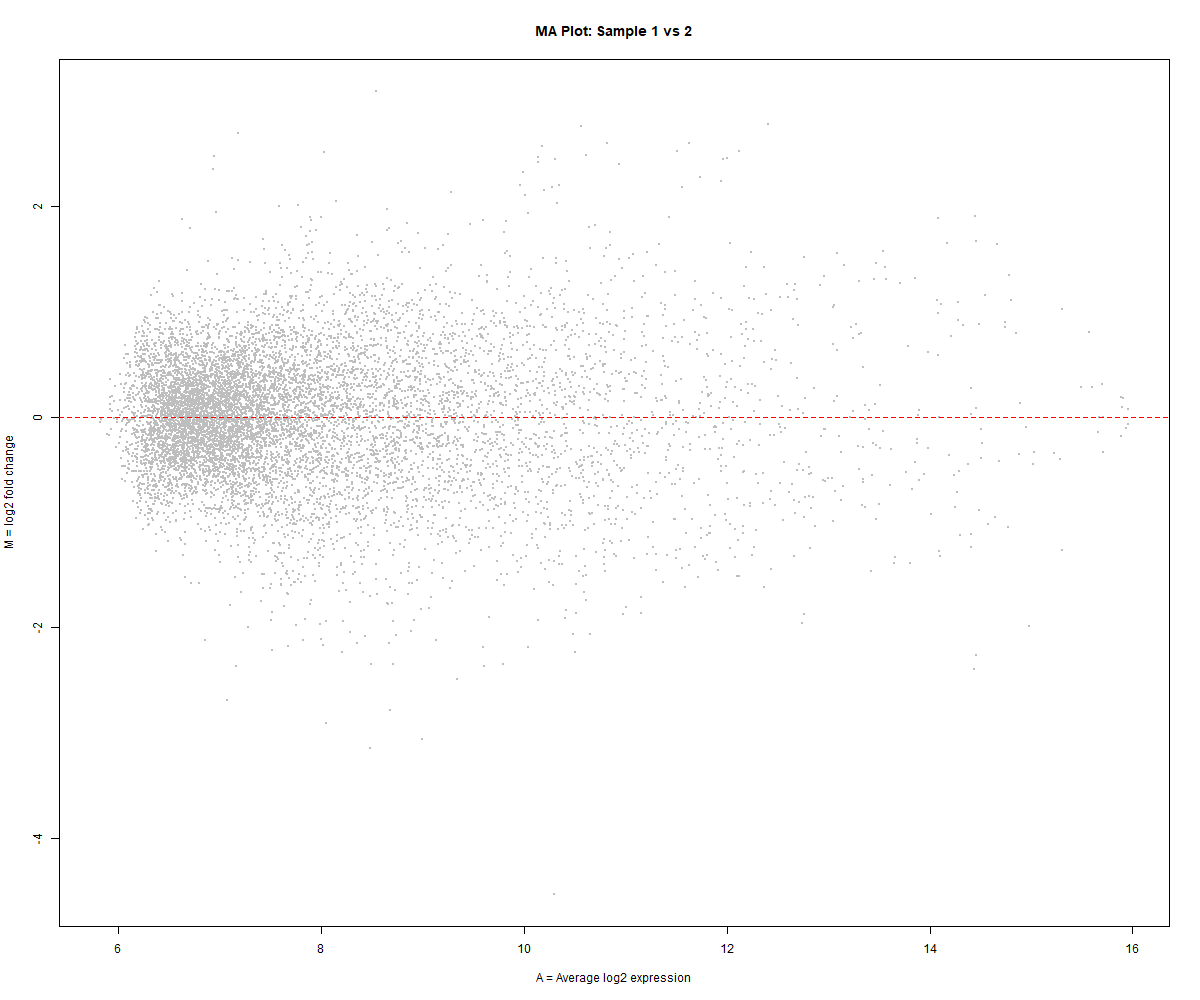 MA Plot: Sample 1 vs 2
M = log2 fold change
2
0
-2
-4
6 8 10 12 14 16
A = Average log2 expression